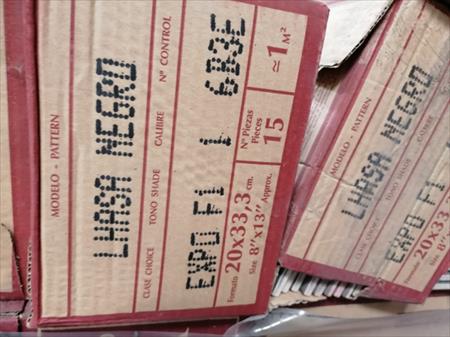 MODELO - PATTERN
LHASA NEGRO
CLASE CHOICE TONO SHADE CALIBRE Nº CONTROL
EXPO F1 1 6B3E
Formato 20x33,3 cm.
Size 8"x13" Approx.
Nº Piezas
Pieces 15
≃ 1 M²
MODELO - PATTERN
LHASA NEGRO
CLASE CHOICE TONO SHADE
EXPO F1
Formato 20x33,3
Size 8"x13"